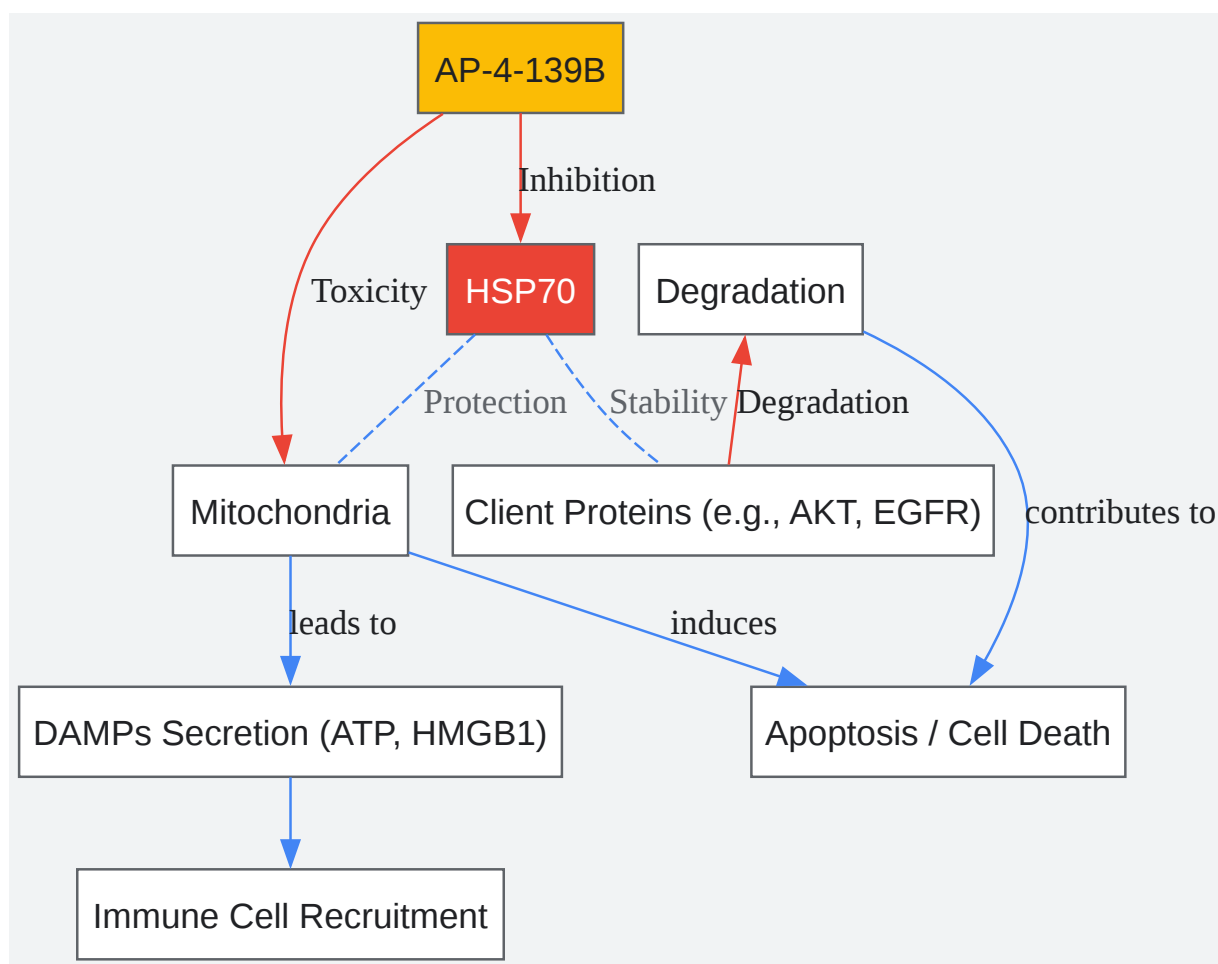 AP-4-139B
Inhibition
Toxicity
HSP70
Degradation
Protection
Stability
Degradation
Mitochondria
Client Proteins (e.g., AKT, EGFR)
contributes to
leads to
induces
DAMPs Secretion (ATP, HMGB1)
Apoptosis / Cell Death
Immune Cell Recruitment